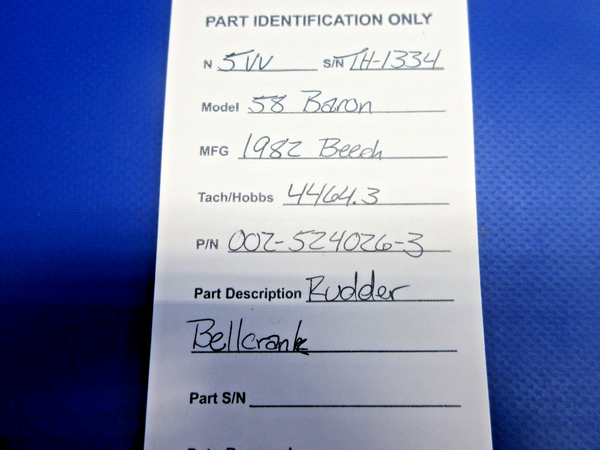 PART IDENTIFICATION ONLY
N 5VV S/N TH-1334
Model 58 Baron
MFG 1982 Beech
Tach/Hobbs 4464.3
P/N 002-524026-3
Part Description Rudder
Bellcrank
Part S/N